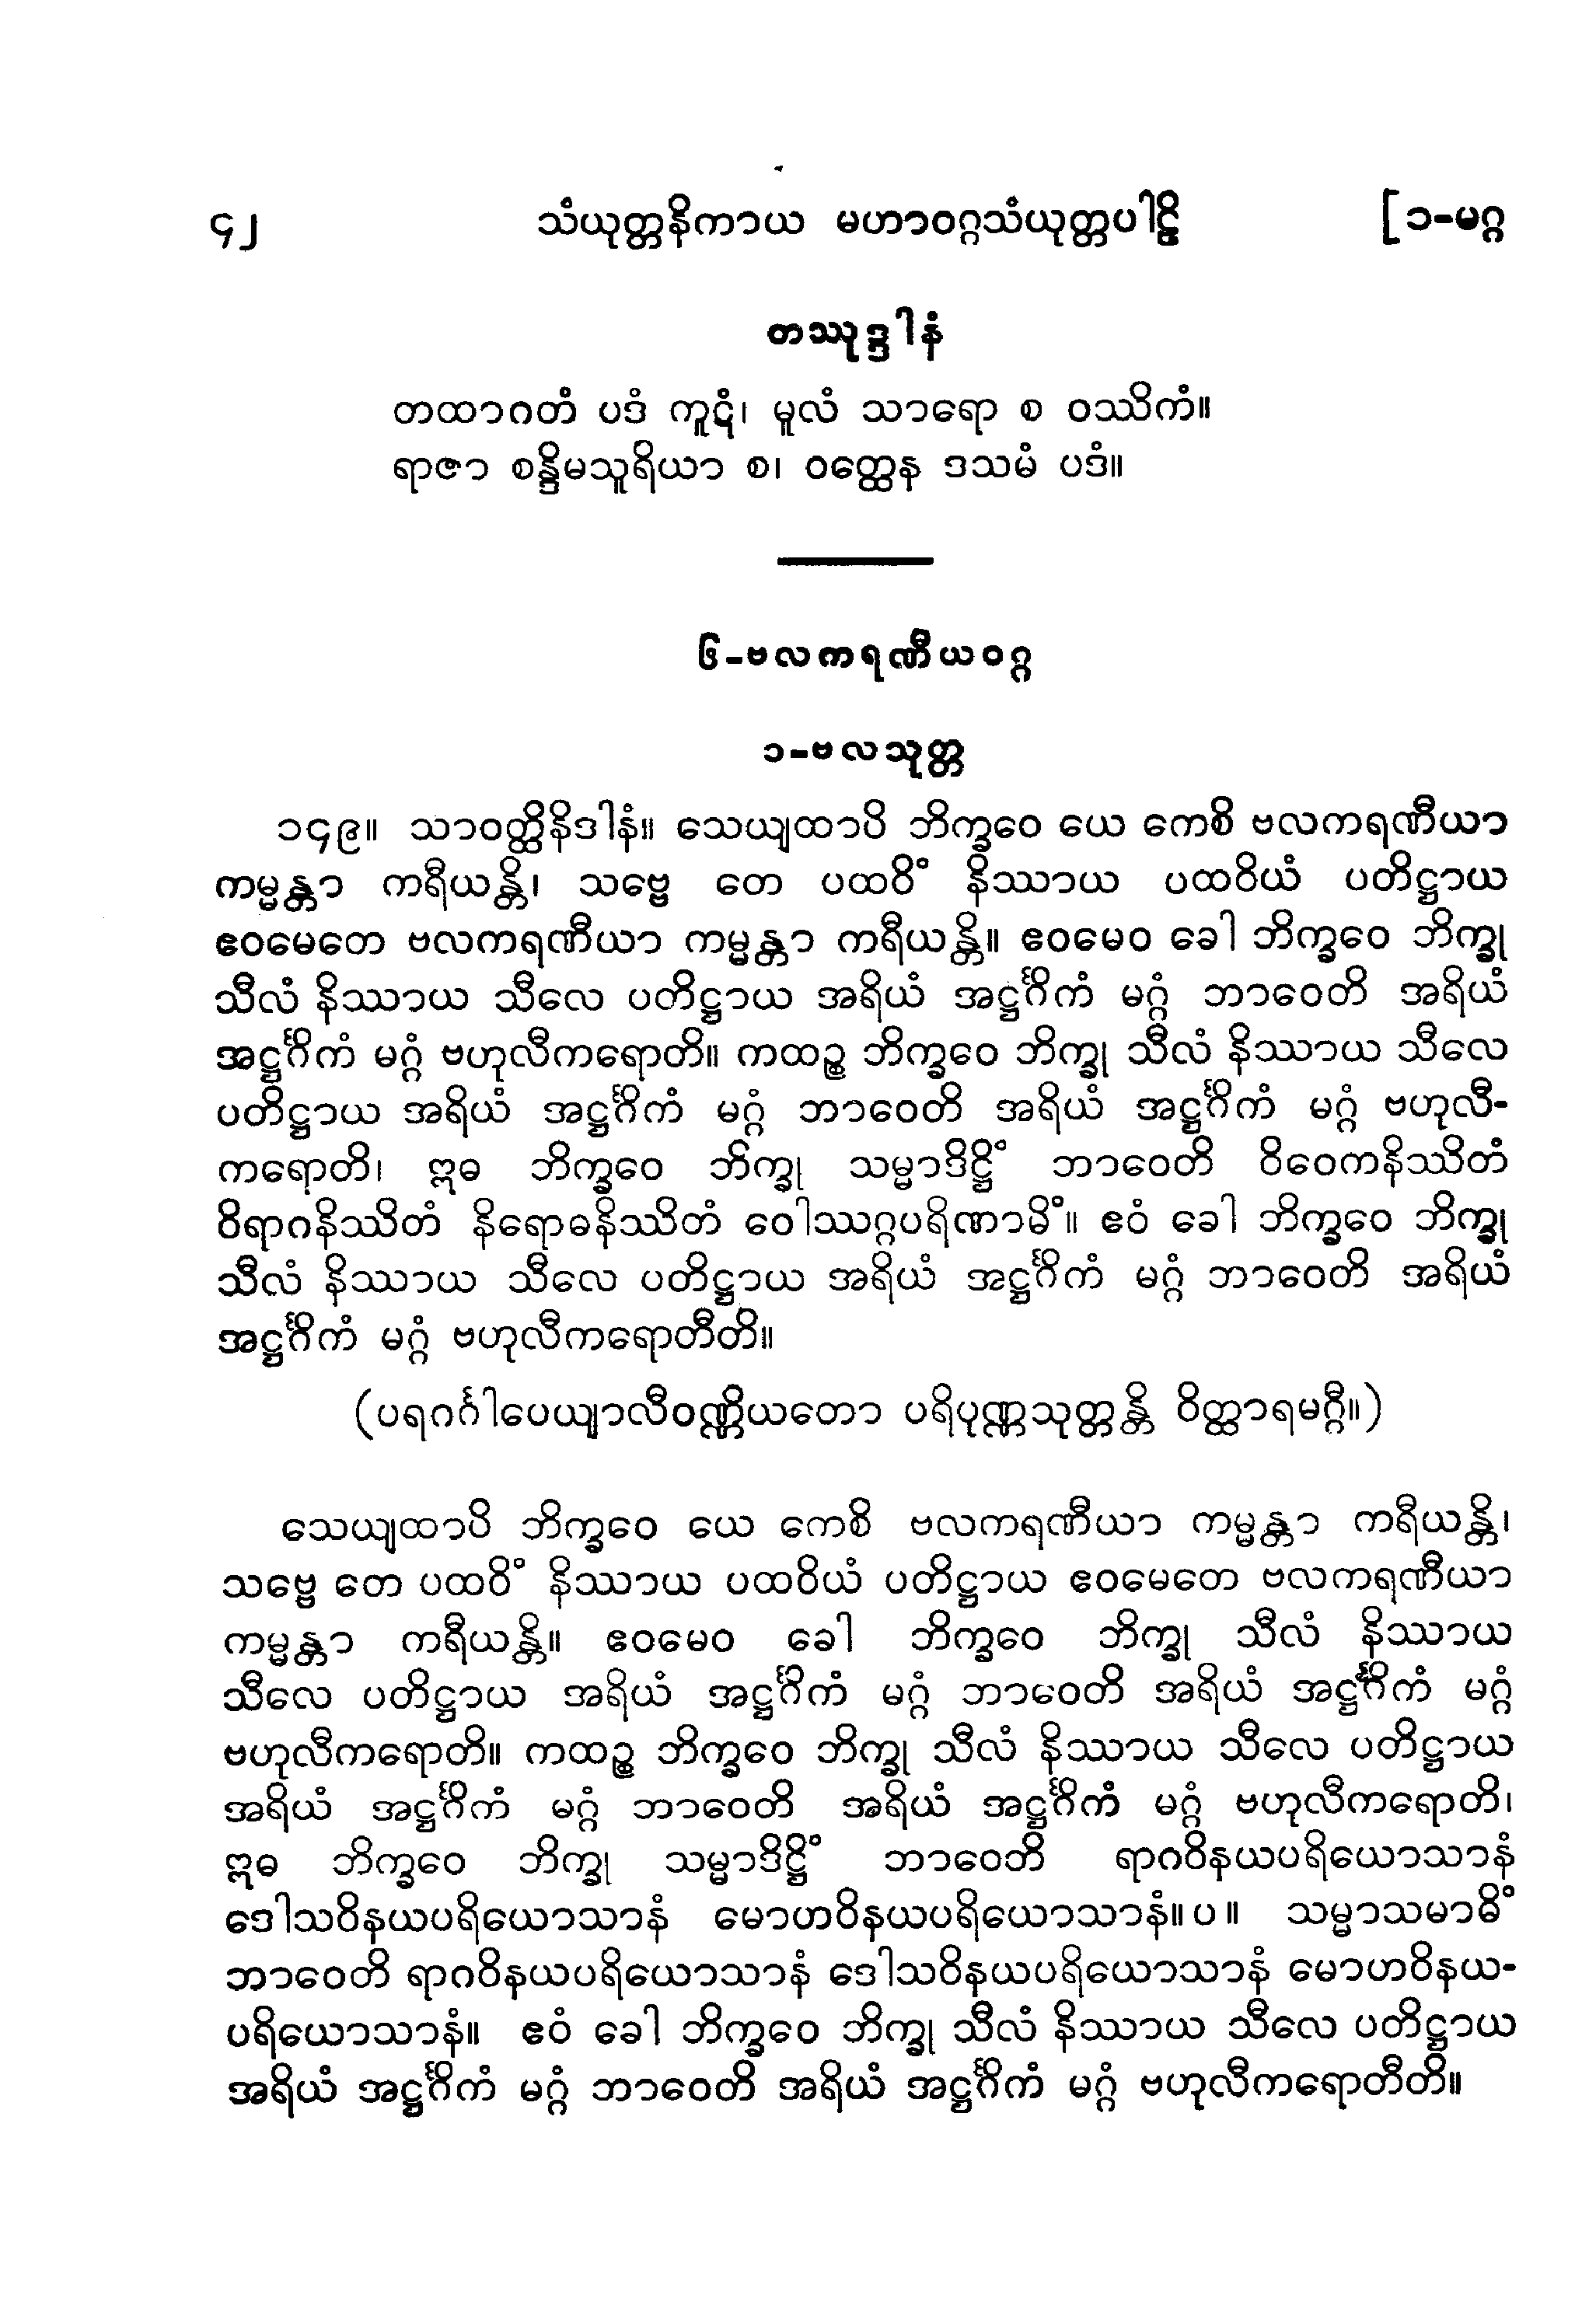 ၄၂ သံယုတ္တနိကာယ မဟာဝဂ္ဂသံယုတ္တပါဠိ [၁-မဂ္ဂ
တဿုဒ္ဒါနံ
တထာဂတံ ပဒံ ကူဋံ၊ မူလံ သာရော စ ဝဿိကံ။
ရာဇာ စန္ဒိမသူရိယာ စ၊ ဝတ္ထေန ဒသမံ ပဒံ။
၆-ဗလကရဏီယဝဂ္ဂ
၁-ဗလသုတ္တ
၁၄၉။ သာဝတ္ထိနိဒါနံ။ သေယျထာပိ ဘိက္ခဝေ ယေ ကေစိ ဗလကရဏီယာ
ကမ္မန္တာ ကရီယန္တိ၊ သဗ္ဗေ တေ ပထဝိံ နိဿာယ ပထဝိယံ ပတိဋ္ဌာယ
ဧဝမေတေ ဗလကရဏီယာ ကမ္မန္တာ ကရီယန္တိ။ ဧဝမေဝ ခေါ ဘိက္ခဝေ ဘိက္ခု
သီလံ နိဿာယ သီလေ ပတိဋ္ဌာယ အရိယံ အဋ္ဌင်္ဂိကံ မဂ္ဂံ ဘာဝေတိ အရိယံ
အဋ္ဌင်္ဂိကံ မဂ္ဂံ ဗဟုလီကရောတိ။ ကထဉ္စ ဘိက္ခဝေ ဘိက္ခု သီလံ နိဿာယ သီလေ
ပတိဋ္ဌာယ အရိယံ အဋ္ဌင်္ဂိကံ မဂ္ဂံ ဘာဝေတိ အရိယံ အဋ္ဌင်္ဂိကံ မဂ္ဂံ ဗဟုလီ-
ကရောတိ၊ ဣဓ ဘိက္ခဝေ ဘိက္ခု သမ္မာဒိဋ္ဌိံ ဘာဝေတိ ဝိဝေကနိဿိတံ
ဝိရာဂနိဿိတံ နိရောဓနိဿိတံ ဝေါဿဂ္ဂပရိဏာမိံ။ ဧဝံ ခေါ ဘိက္ခဝေ ဘိက္ခု
သီလံ နိဿာယ သီလေ ပတိဋ္ဌာယ အရိယံ အဋ္ဌင်္ဂိကံ မဂ္ဂံ ဘာဝေတိ အရိယံ
အဋ္ဌင်္ဂိကံ မဂ္ဂံ ဗဟုလီကရောတီတိ။
(ပရဂင်္ဂါပေယျာလီဝဏ္ဏိယတော ပရိပုဏ္ဏသုတ္တန္တိ ဝိတ္ထာရမဂ္ဂီ။)
သေယျထာပိ ဘိက္ခဝေ ယေ ကေစိ ဗလကရဏီယာ ကမ္မန္တာ ကရီယန္တိ၊
သဗ္ဗေ တေ ပထဝိံ နိဿာယ ပထဝိယံ ပတိဋ္ဌာယ ဧဝမေတေ ဗလကရဏီယာ
ကမ္မန္တာ ကရီယန္တိ။ ဧဝမေဝ ခေါ ဘိက္ခဝေ ဘိက္ခု သီလံ နိဿာယ
သီလေ ပတိဋ္ဌာယ အရိယံ အဋ္ဌင်္ဂိကံ မဂ္ဂံ ဘာဝေတိ အရိယံ အဋ္ဌင်္ဂိကံ မဂ္ဂံ
ဗဟုလီကရောတိ။ ကထဉ္စ ဘိက္ခဝေ ဘိက္ခု သီလံ နိဿာယ သီလေ ပတိဋ္ဌာယ
အရိယံ အဋ္ဌင်္ဂိကံ မဂ္ဂံ ဘာဝေတိ အရိယံ အဋ္ဌင်္ဂိကံ မဂ္ဂံ ဗဟုလီကရောတိ၊
ဣဓ ဘိက္ခဝေ ဘိက္ခု သမ္မာဒိဋ္ဌိံ ဘာဝေတိ ရာဂဝိနယပရိယောသာနံ
ဒေါသဝိနယပရိယောသာနံ မောဟဝိနယပရိယောသာနံ။ပ။ သမ္မာသမာဓိံ
ဘာဝေတိ ရာဂဝိနယပရိယောသာနံ ဒေါသဝိနယပရိယောသာနံ မောဟဝိနယ-
ပရိယောသာနံ။ ဧဝံ ခေါ ဘိက္ခဝေ ဘိက္ခု သီလံ နိဿာယ သီလေ ပတိဋ္ဌာယ
အရိယံ အဋ္ဌင်္ဂိကံ မဂ္ဂံ ဘာဝေတိ အရိယံ အဋ္ဌင်္ဂိကံ မဂ္ဂံ ဗဟုလီကရောတီတိ။